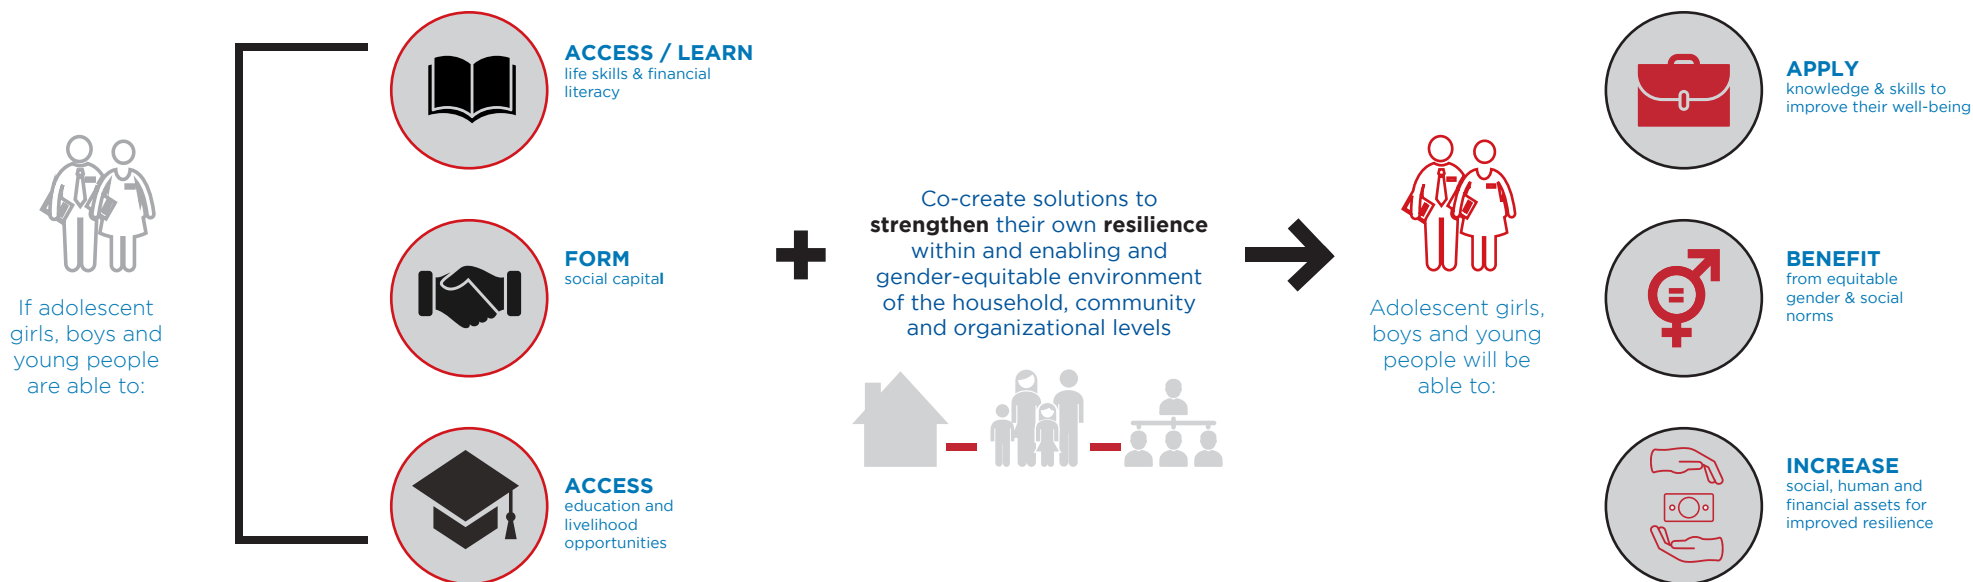 If adolescent
girls, boys and
young people
are able to:
ACCESS / LEARN
life skills & financial
literacy
FORM
social capital
ACCESS
education and
livelihood
opportunities
Co-create solutions to
strengthen their own resilience
within and enabling and
gender-equitable environment
of the household, community
and organizational levels
Adolescent girls,
boys and young
people will be
able to:
APPLY
knowledge & skills to
improve their well-being
BENEFIT
from equitable
gender & social
norms
INCREASE
social, human and
financial assets for
improved resilience